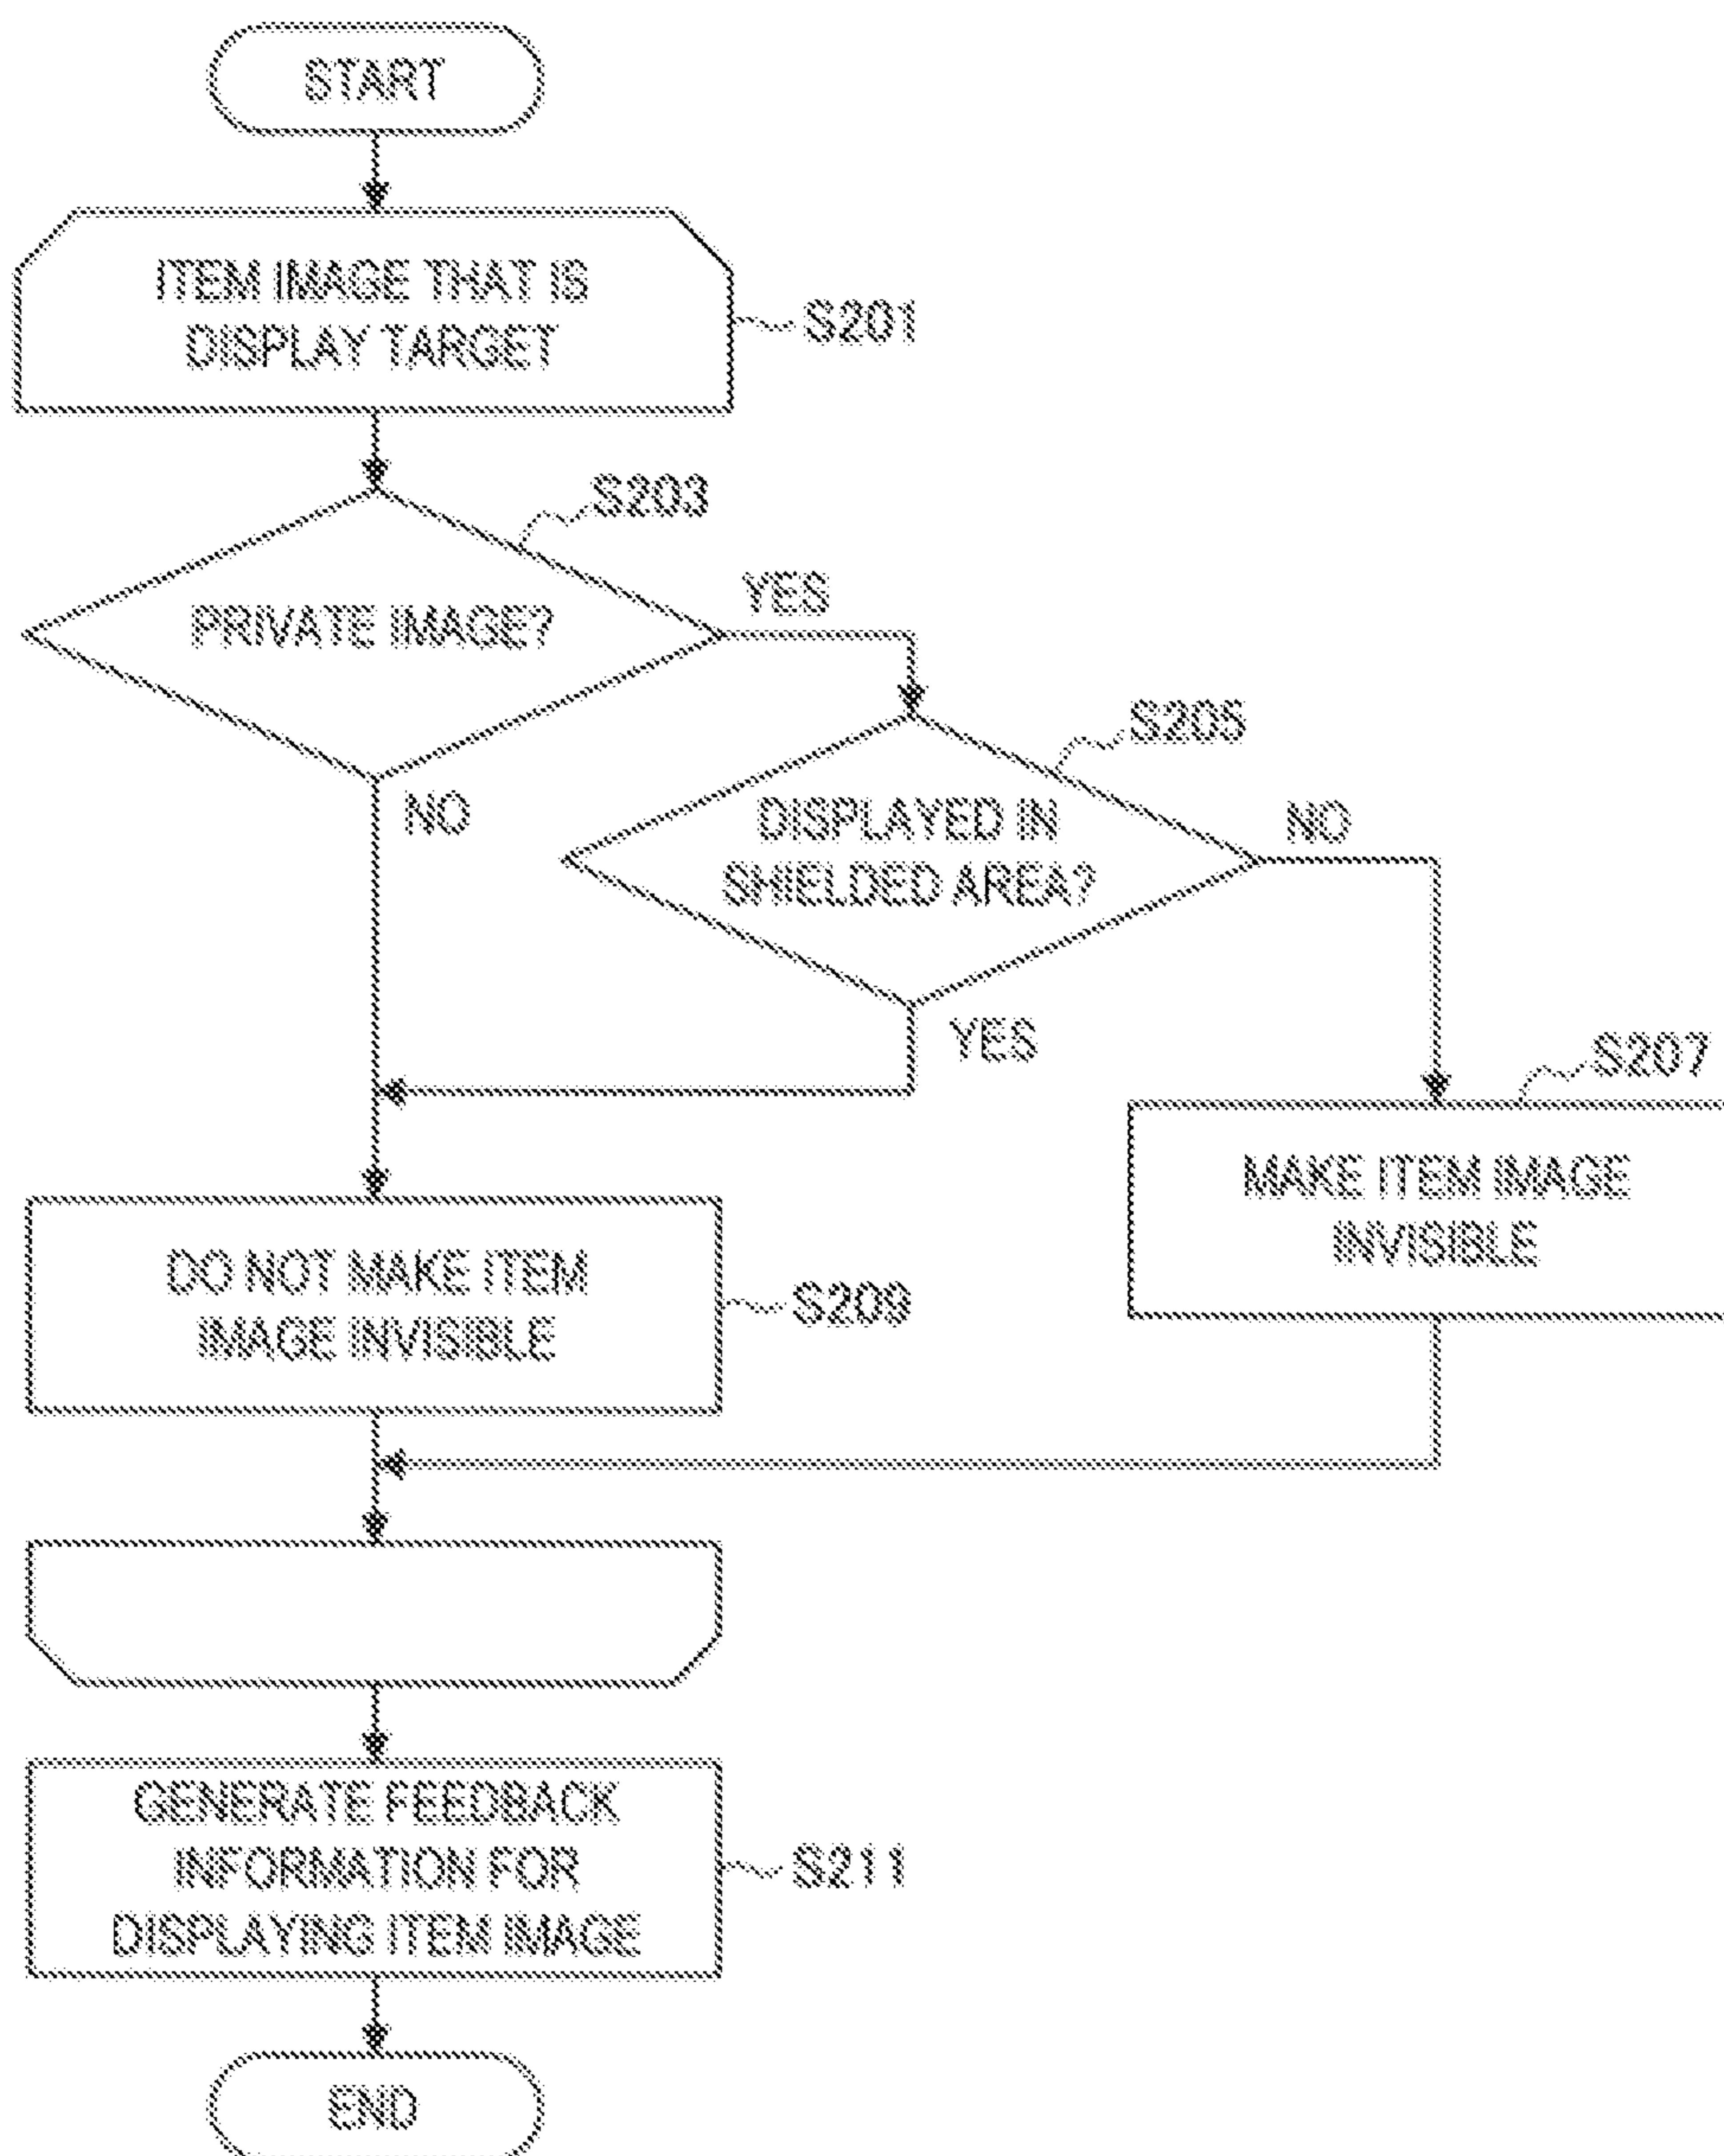 START
ITEM IMAGE THAT IS
DISPLAY TARGET
S201
S203
PRIVATE IMAGE?
YES
NO
S205
DISPLAYED IN
SHIELDED AREA?
NO
YES
S207
MAKE ITEM IMAGE
INVISIBLE
DO NOT MAKE ITEM
IMAGE INVISIBLE
S209
GENERATE FEEDBACK
INFORMATION FOR
DISPLAYING ITEM IMAGE
S211
END